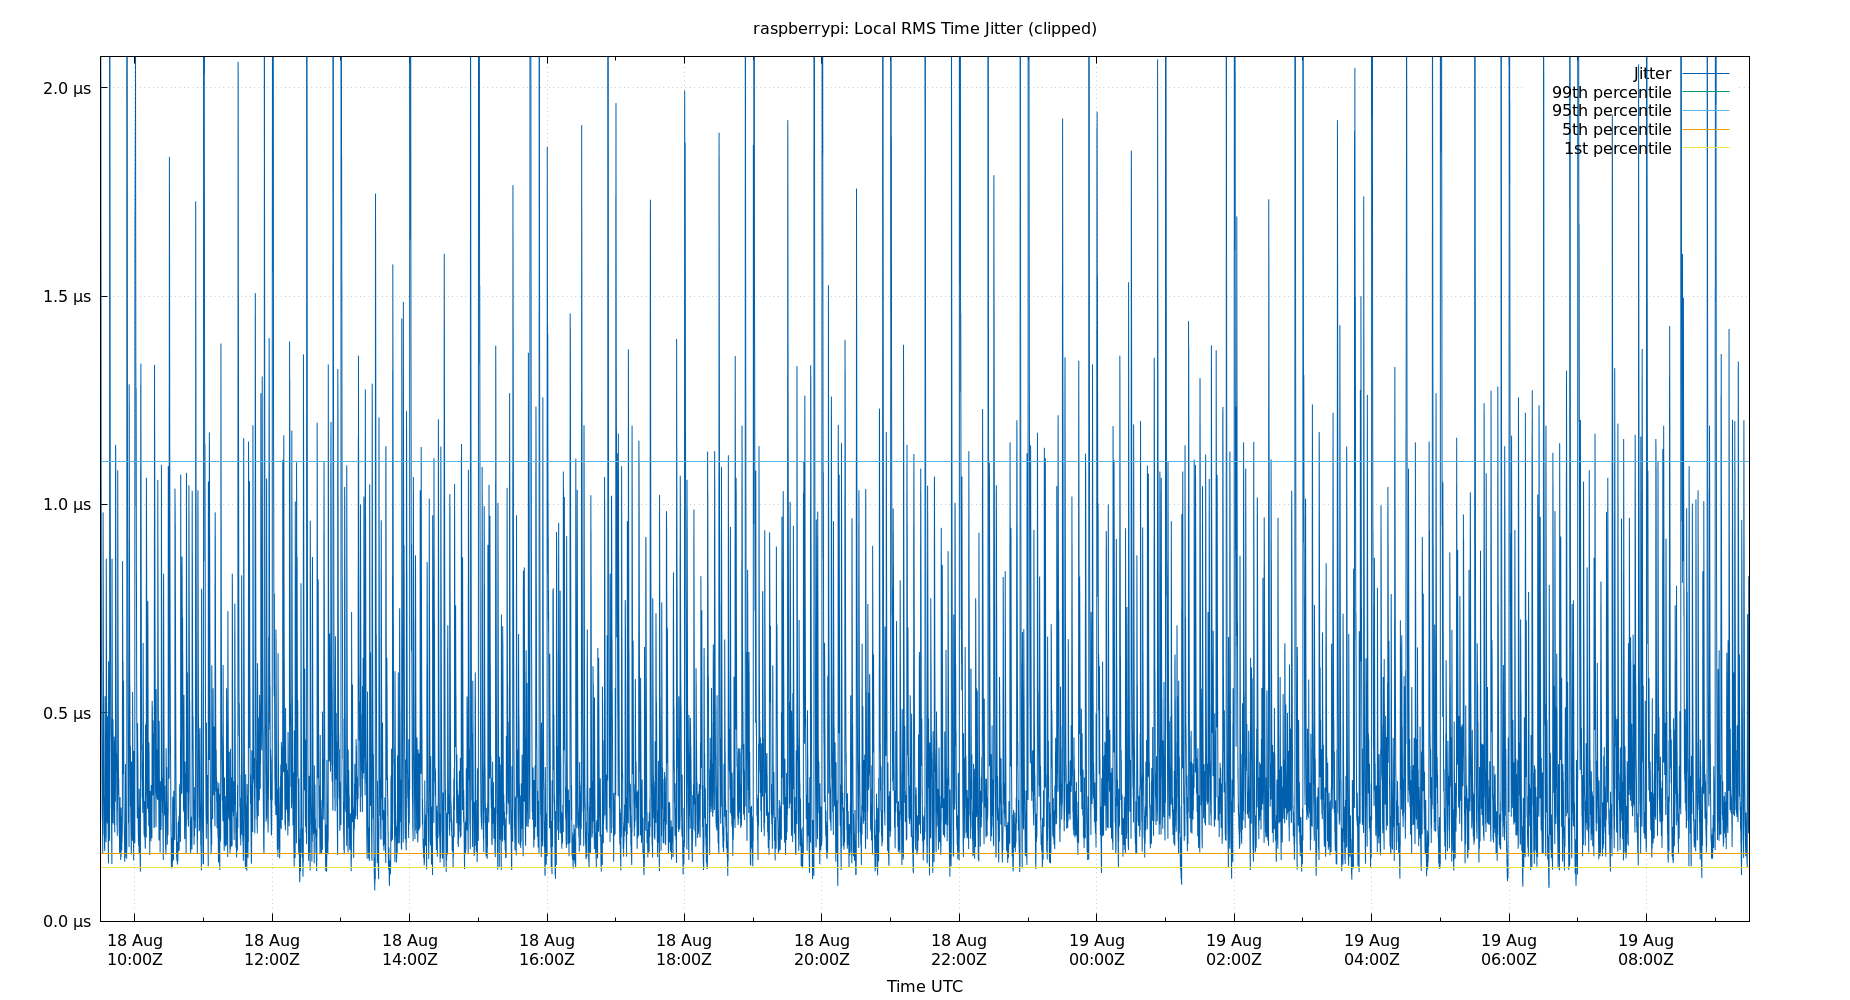 raspberrypi: Local RMS Time Jitter (clipped)
Jitter
99th percentile
95th percentile
5th percentile
1st percentile
2.0 μs
1.5 μs
1.0 μs
0.5 μs
0.0 μs
18 Aug 18 Aug 18 Aug 18 Aug 18 Aug 18 Aug 18 Aug 19 Aug 19 Aug 19 Aug 19 Aug 19 Aug
10:00Z 12:00Z 14:00Z 16:00Z 18:00Z 20:00Z 22:00Z 00:00Z 02:00Z 04:00Z 06:00Z 08:00Z
Time UTC